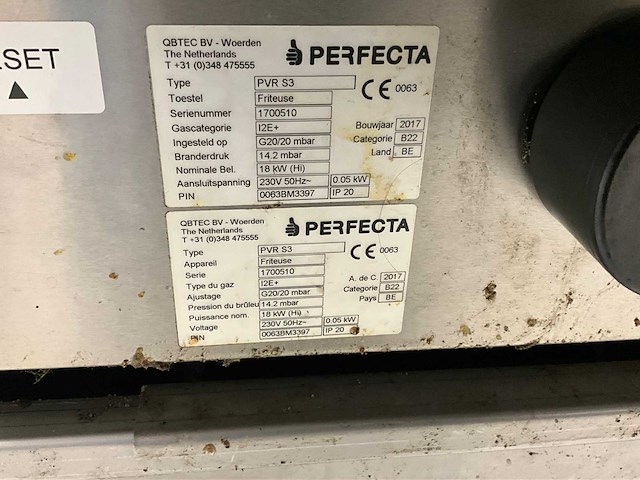 ESET
▲
QBTEC BV - Woerden
The Netherlands
T +31 (0)348 475555
PERFECTA
Type PVR S3
CE 0063
Toestel Friteuse
Serienummer 1700510
Gascategorie I2E+
Bouwjaar 2017
Ingesteld op G20/20 mbar
Categorie B22
Branderdruk 14.2 mbar
Land BE
Nominale Bel. 18 kW (Hi)
Aansluitspanning 230V 50Hz~ 0.05 kW
PIN 0063BM3397 IP 20
QBTEC BV - Woerden
The Netherlands
T +31 (0)348 475555
PERFECTA
Type PVR S3
CE 0063
Appareil Friteuse
Serie 1700510
Type du gaz I2E+
A. de C. 2017
Ajustage G20/20 mbar
Categorie B22
Pression du brûleu 14.2 mbar
Pays BE
Puissance nom. 18 kW (Hi)
Voltage 230V 50Hz~ 0.05 kW
PIN 0063BM3397 IP 20